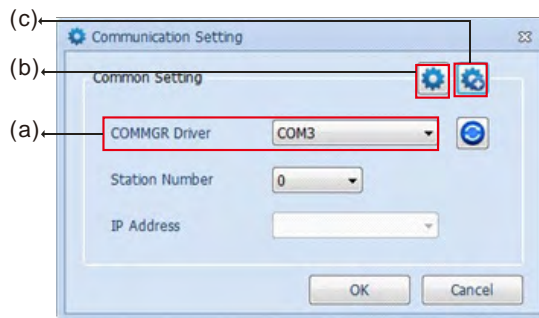 (c)
Communication Setting
(b)
Common Setting
(a)
COMMGR Driver COM3
Station Number 0
IP Address
OK Cancel